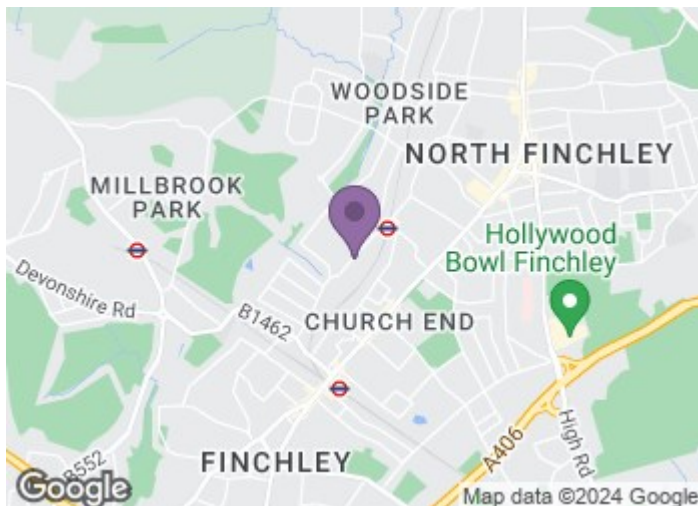 WOODSIDE
PARK
NORTH FINCHLEY
MILLBROOK
PARK
Hollywood
Bowl Finchley
Devonshire Rd
B1462
CHURCH END
High Rd
A406
FINCHLEY
B552
Google
Map data ©2024 Google